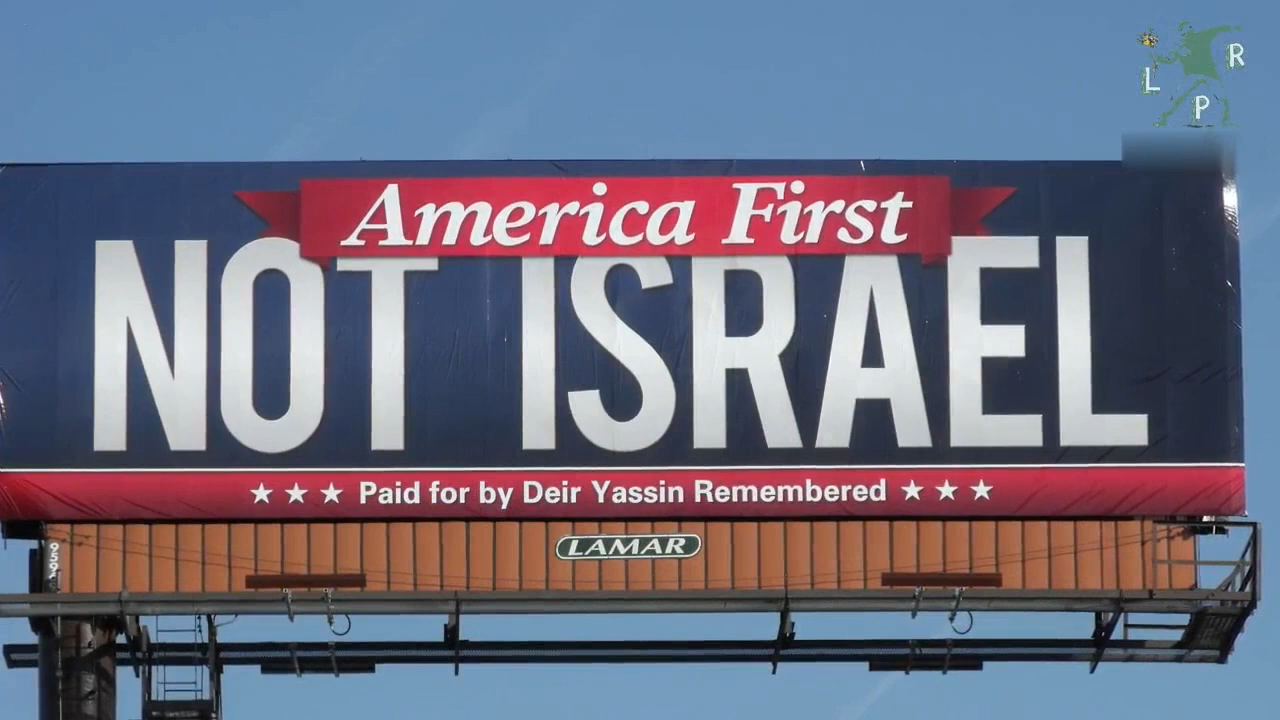 L R
P
America First
NOT ISRAEL
★ ★ ★ Paid for by Deir Yassin Remembered ★ ★ ★
LAMAR